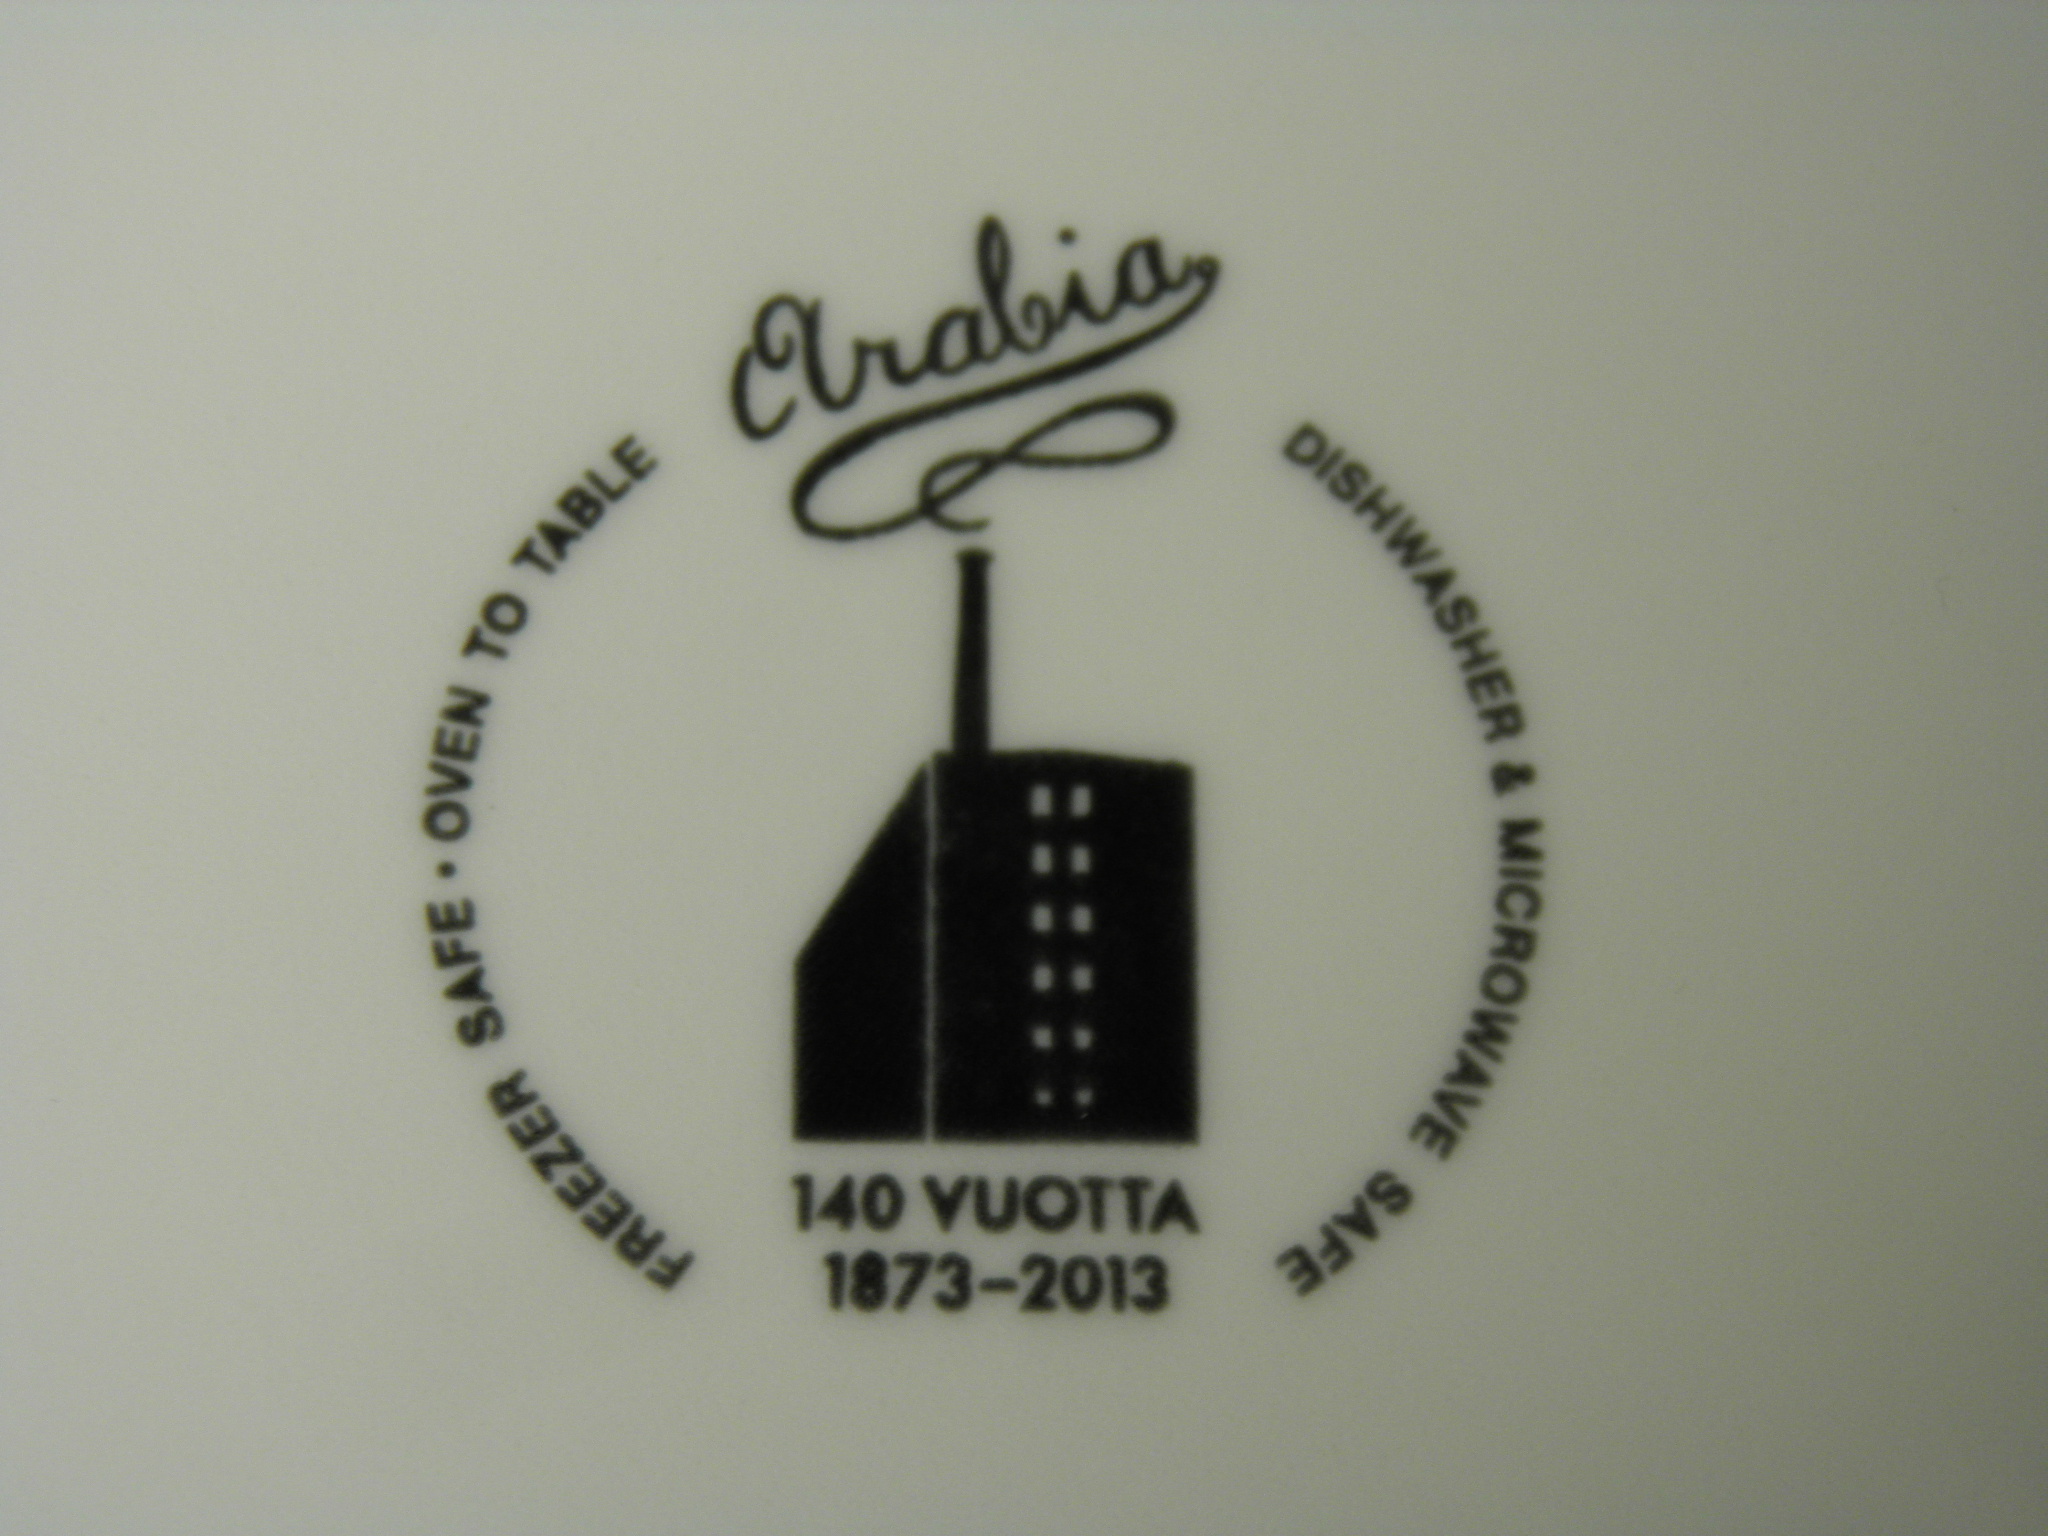 Arabia
FREEZER SAFE · OVEN TO TABLE
DISHWASHER & MICROWAVE SAFE
140 VUOTTA
1873–2013